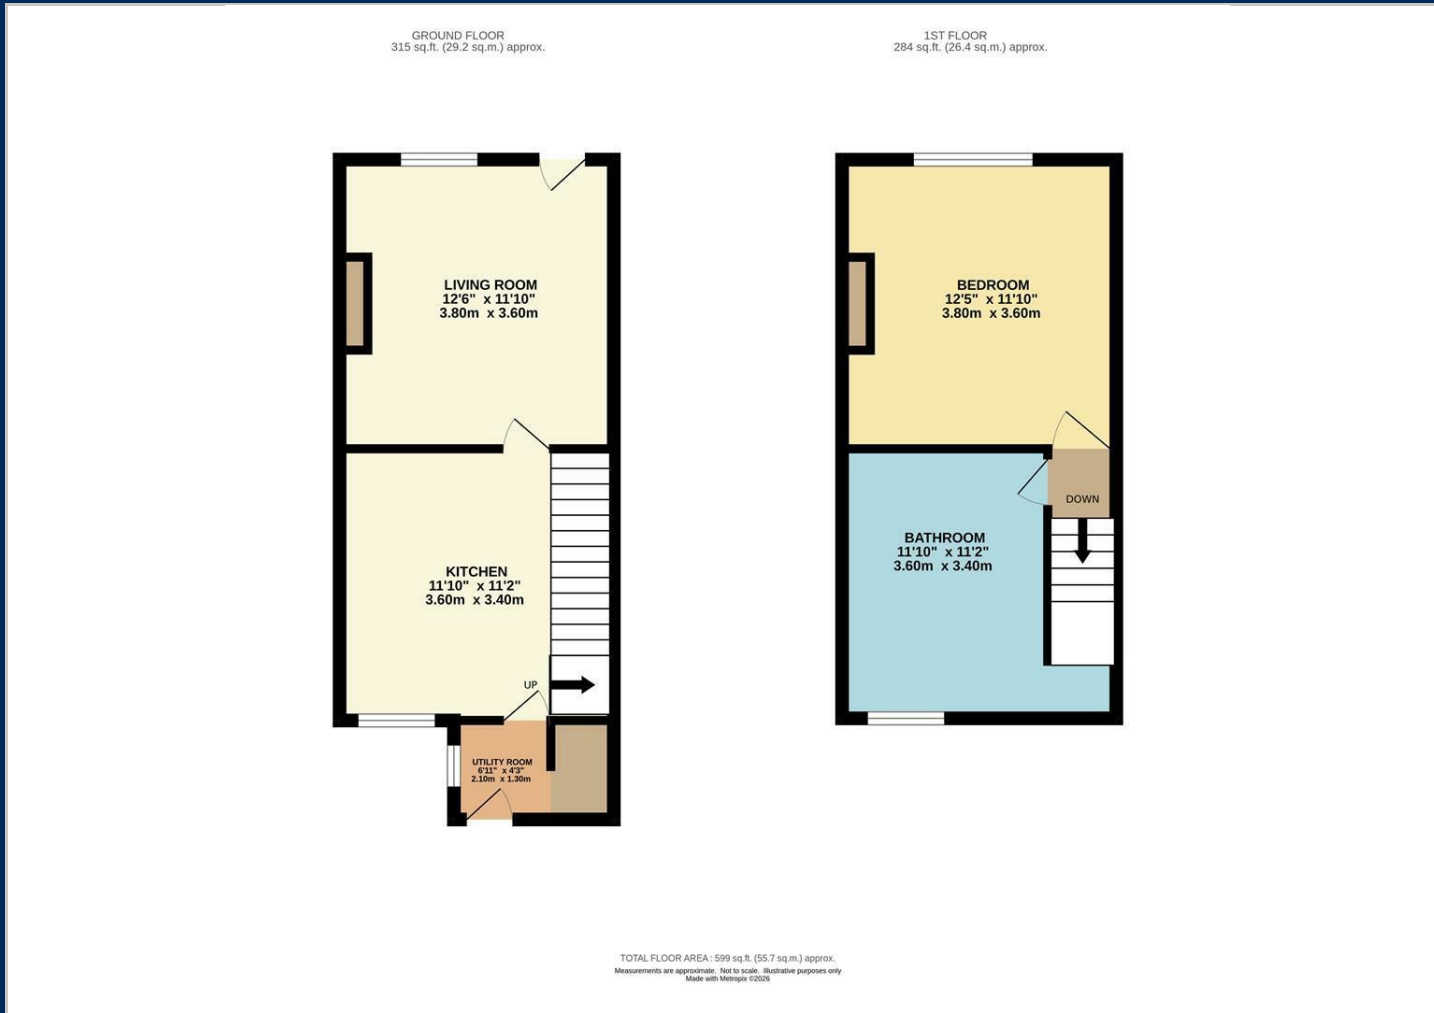 GROUND FLOOR
315 sq.ft. (29.2 sq.m.) approx.
1ST FLOOR
284 sq.ft. (26.4 sq.m.) approx.
LIVING ROOM
12'6" x 11'10"
3.80m x 3.60m
BEDROOM
12'5" x 11'10"
3.80m x 3.60m
DOWN
BATHROOM
11'10" x 11'2"
3.60m x 3.40m
KITCHEN
11'10" x 11'2"
3.60m x 3.40m
UP
UTILITY ROOM
6'11" x 4'3"
2.10m x 1.30m
TOTAL FLOOR AREA : 599 sq.ft. (55.7 sq.m.) approx.
Measurements are approximate. Not to scale. Illustrative purposes only
Made with Metropix ©2026